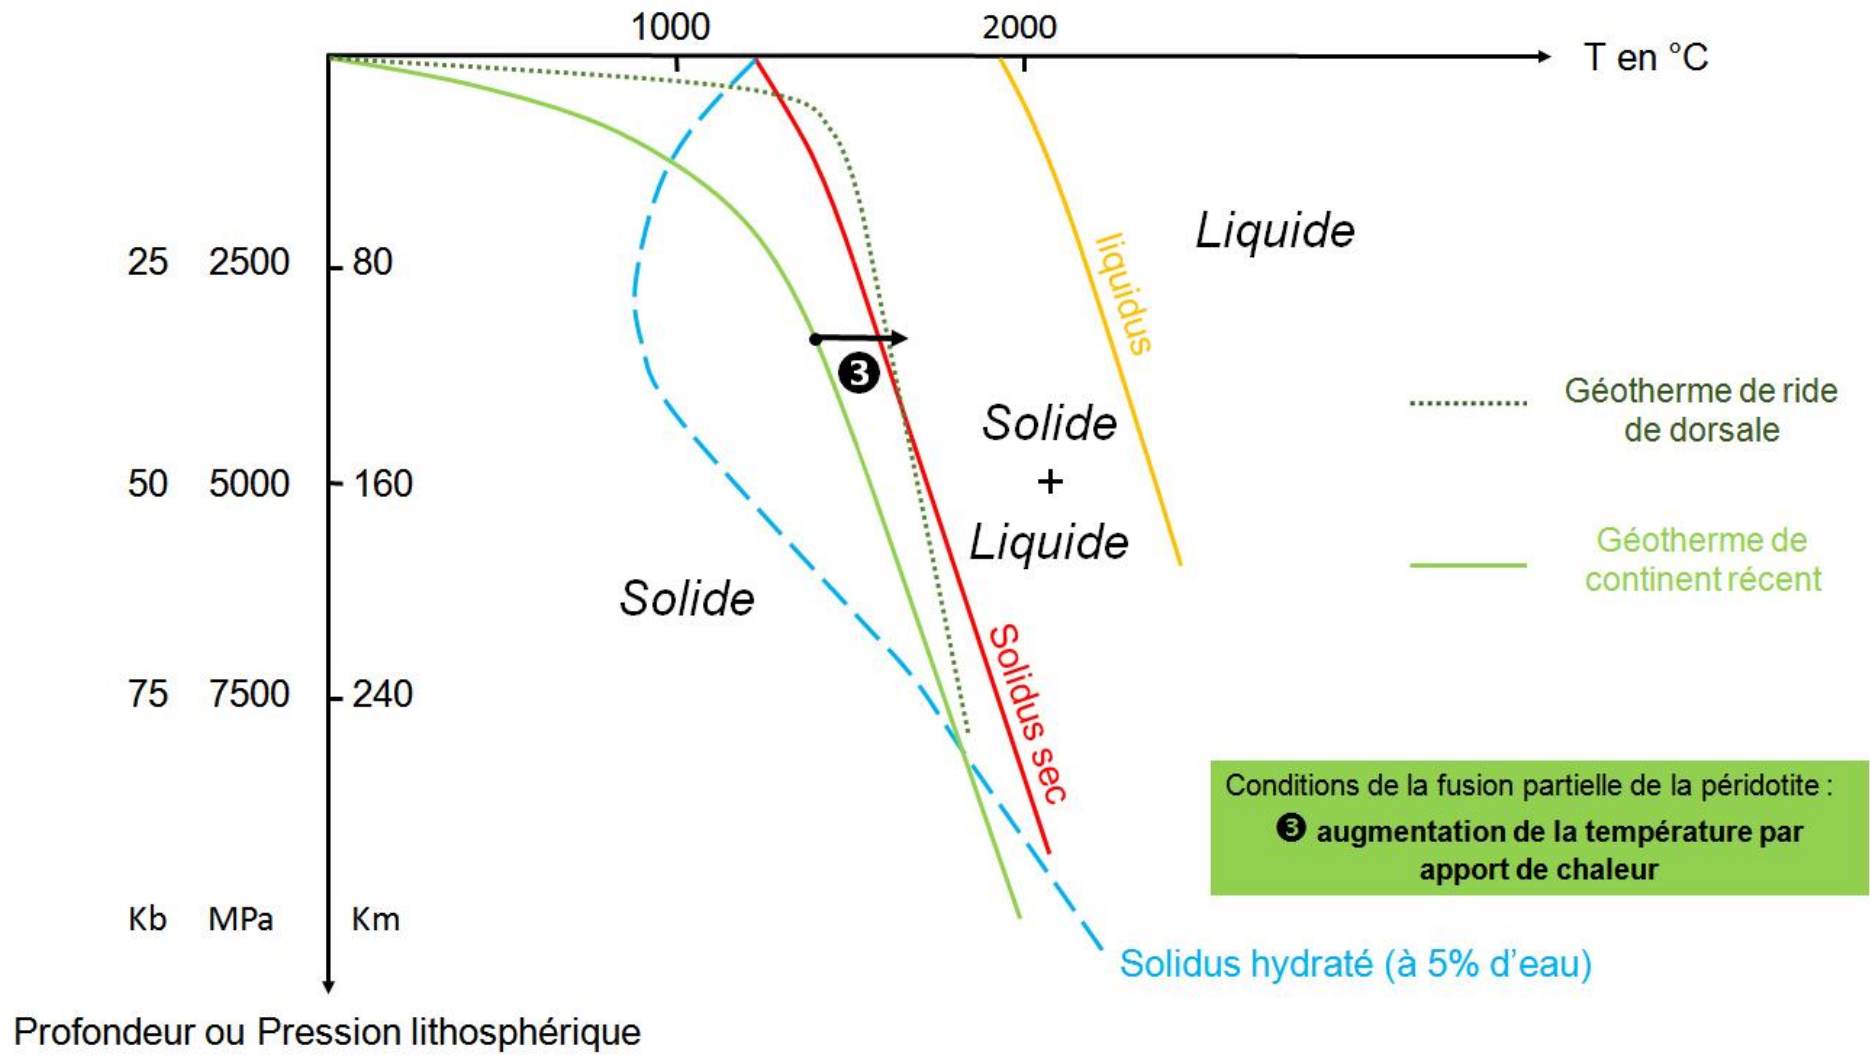 1000 2000
T en °C
Liquide
25 2500 80
liquidus
❸
Géotherme de ride
de dorsale
Solide
+
Liquide
50 5000 160
Géotherme de
continent récent
Solide
Solidus sec
75 7500 240
Conditions de la fusion partielle de la péridotite :
❸ augmentation de la température par
apport de chaleur
Kb MPa Km
Solidus hydraté (à 5% d’eau)
Profondeur ou Pression lithosphérique